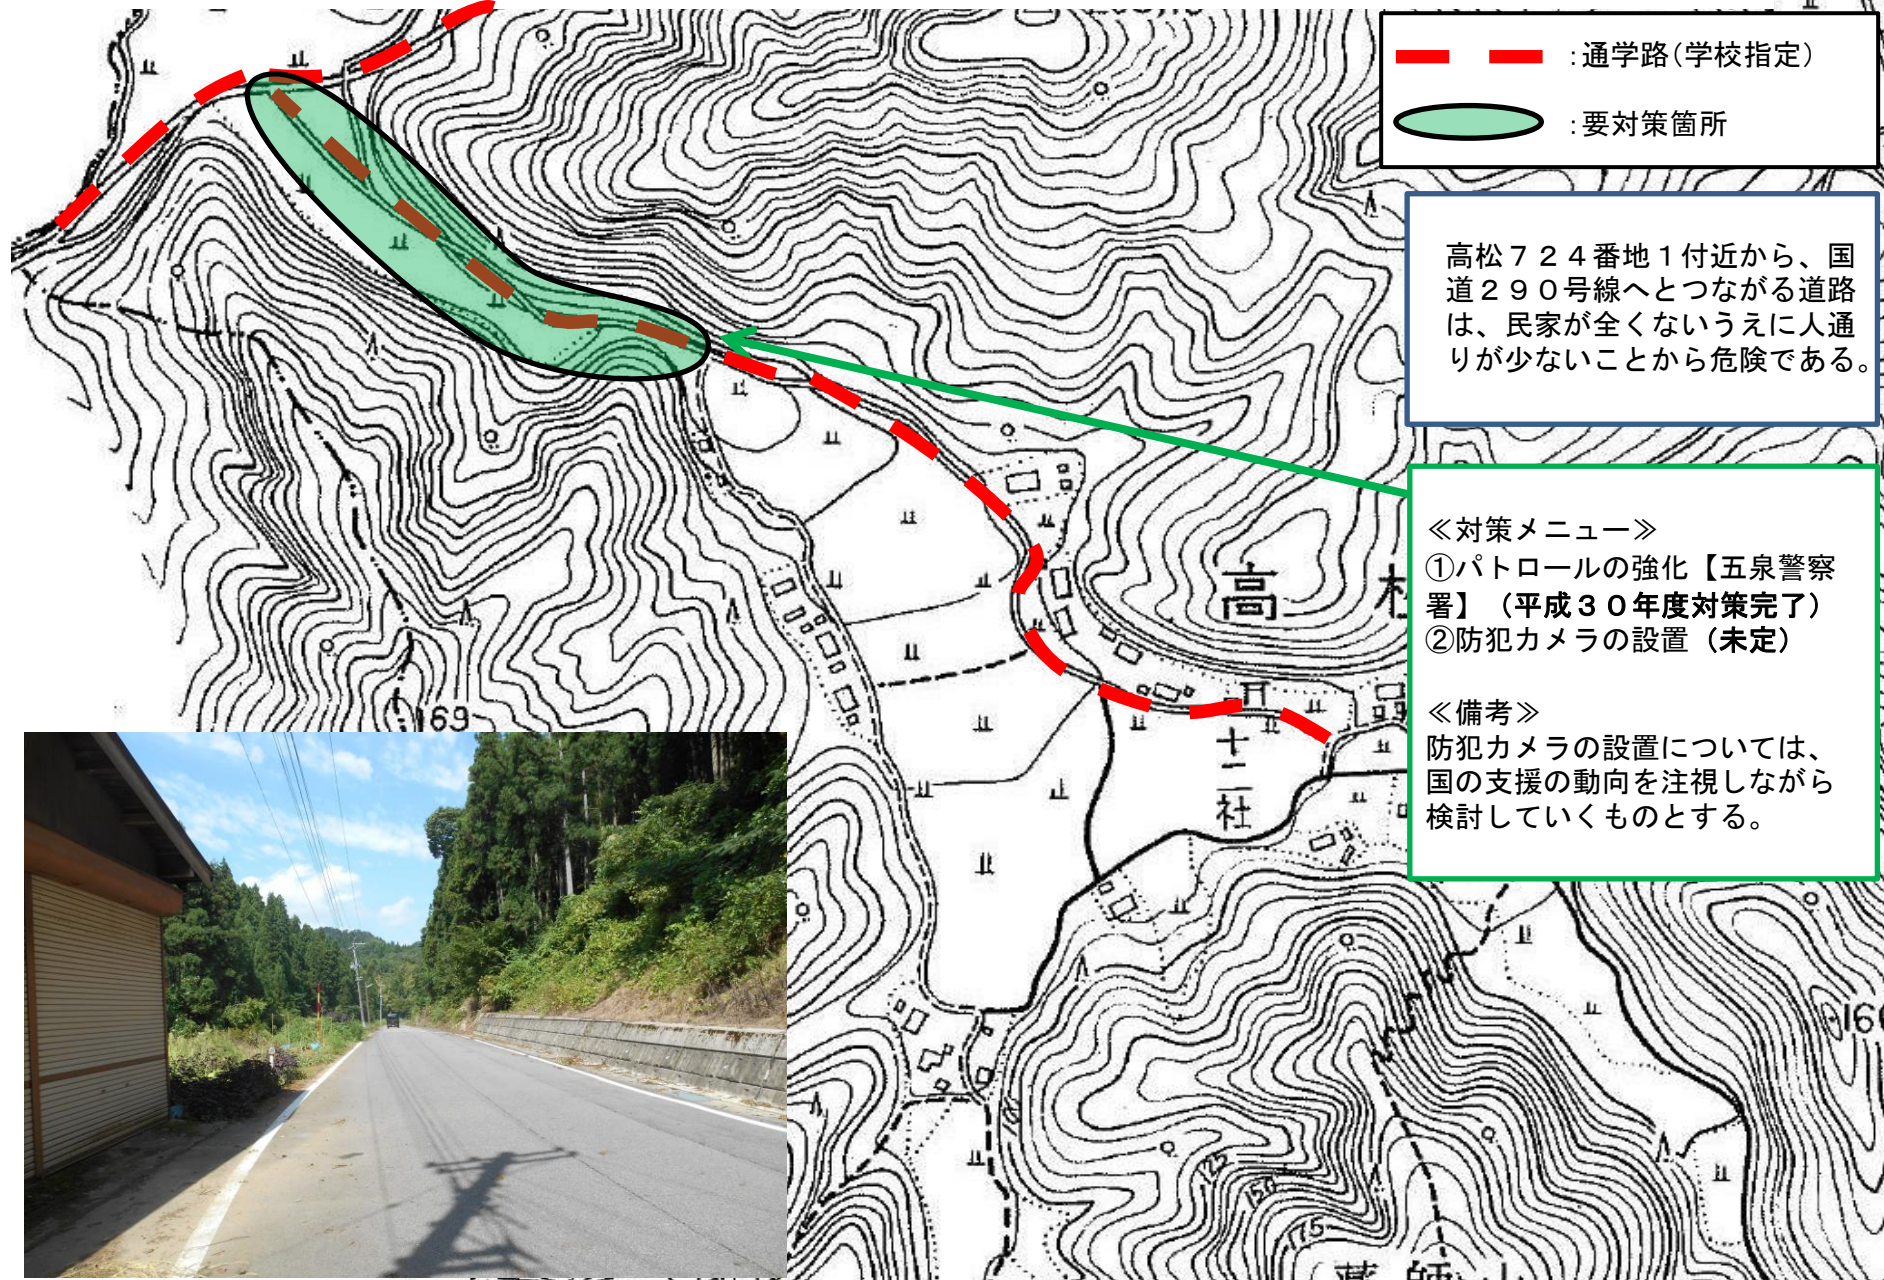 :通学路(学校指定)
:要対策箇所
高松７２４番地１付近から、国
道２９０号線へとつながる道路
は、民家が全くないうえに人通
りが少ないことから危険である。
≪対策メニュー≫
①パトロールの強化【五泉警察
署】（平成３０年度対策完了）
②防犯カメラの設置（未定）
≪備考≫
防犯カメラの設置については、
国の支援の動向を注視しながら
検討していくものとする。
高
十二社
169
166
122
150
175